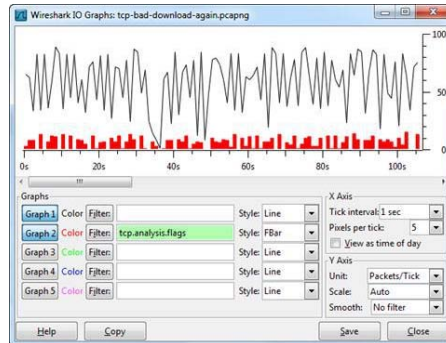 Wireshark IO Graphs: tcp-bad-download-again.pcapng
100
50
0
0s 20s 40s 60s 80s 100s
Graphs
Graph 1 Color Filter: Style: Line
Graph 2 Color Filter: tcp.analysis.flags Style: FBar
Graph 3 Color Filter: Style: Line
Graph 4 Color Filter: Style: Line
Graph 5 Color Filter: Style: Line
X Axis
Tick interval: 1 sec
Pixels per tick: 5
View as time of day
Y Axis
Unit: Packets/Tick
Scale: Auto
Smooth: No filter
Help Copy Save Close